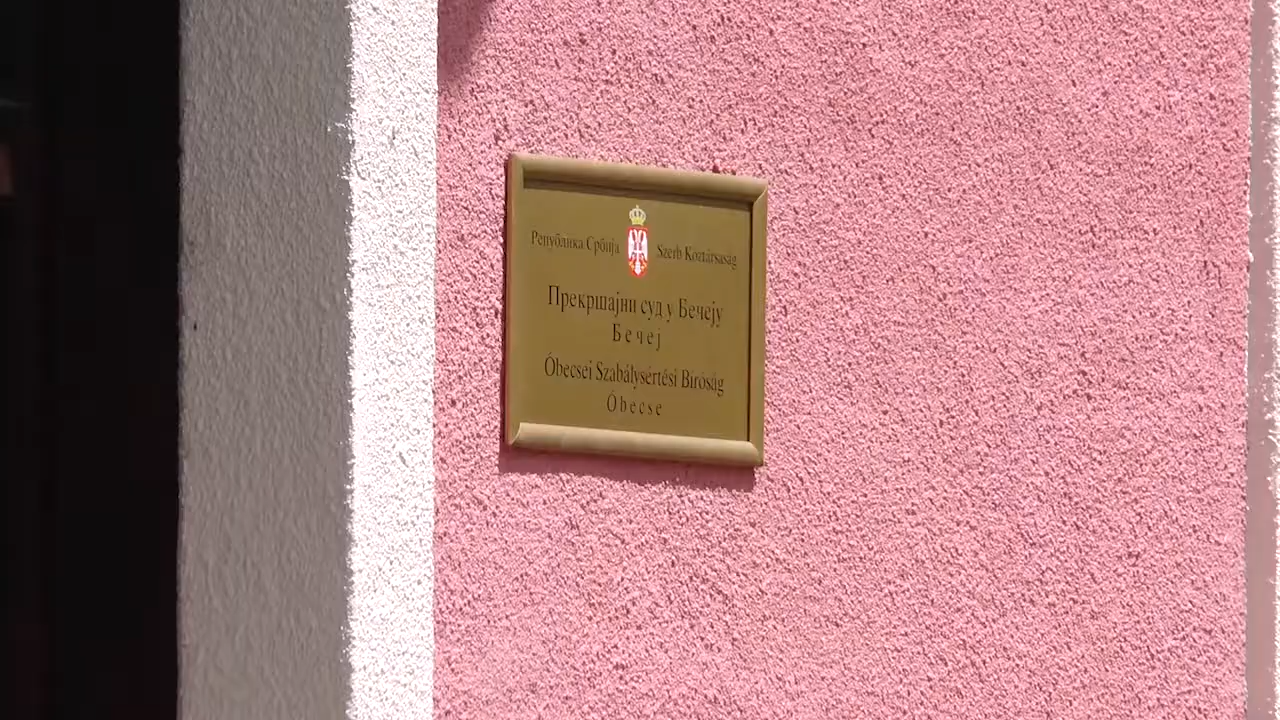 Република Србија
Szerb Köztársaság
Прекршајни суд у Бечеју
Бечеј
Óbecsei Szabálysértési Bíróság
Óbecse